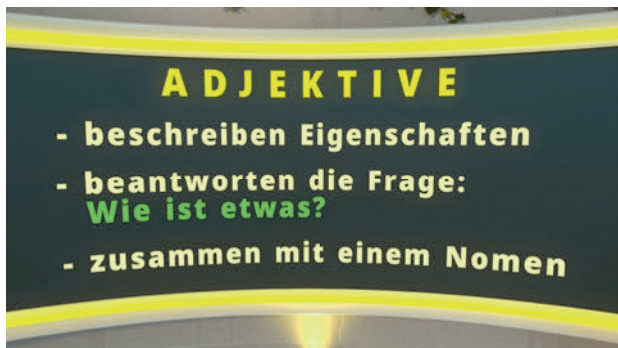 ADJEKTIVE
- beschreiben Eigenschaften
- beantworten die Frage:
Wie ist etwas?
- zusammen mit einem Nomen